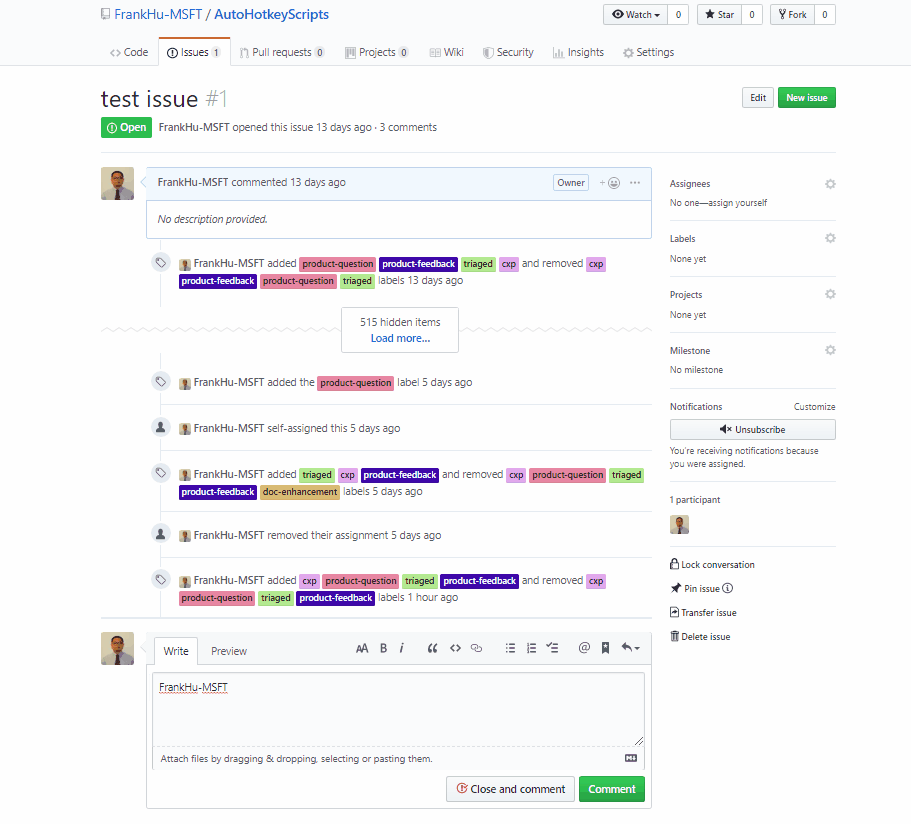 FrankHu-MSFT / AutoHotkeyScripts
Watch 0 Star 0 Fork 0
Code Issues 1 Pull requests 0 Projects 0 Wiki Security Insights Settings
test issue #1
Edit New issue
Open FrankHu-MSFT opened this issue 13 days ago · 3 comments
FrankHu-MSFT commented 13 days ago
Owner
No description provided.
FrankHu-MSFT added product-question product-feedback triaged cxp and removed cxp
product-feedback product-question triaged labels 13 days ago
515 hidden items
Load more...
FrankHu-MSFT added the product-question label 5 days ago
FrankHu-MSFT self-assigned this 5 days ago
FrankHu-MSFT added triaged cxp product-feedback and removed cxp product-question triaged
product-feedback doc-enhancement labels 5 days ago
FrankHu-MSFT removed their assignment 5 days ago
FrankHu-MSFT added cxp product-question triaged product-feedback and removed cxp
product-question triaged product-feedback labels 1 hour ago
Write Preview
AA B i
FrankHu-MSFT
Attach files by dragging & dropping, selecting or pasting them.
Close and comment Comment
Assignees
No one—assign yourself
Labels
None yet
Projects
None yet
Milestone
No milestone
Notifications Customize
Unsubscribe
You're receiving notifications because
you were assigned.
1 participant
Lock conversation
Pin issue
Transfer issue
Delete issue